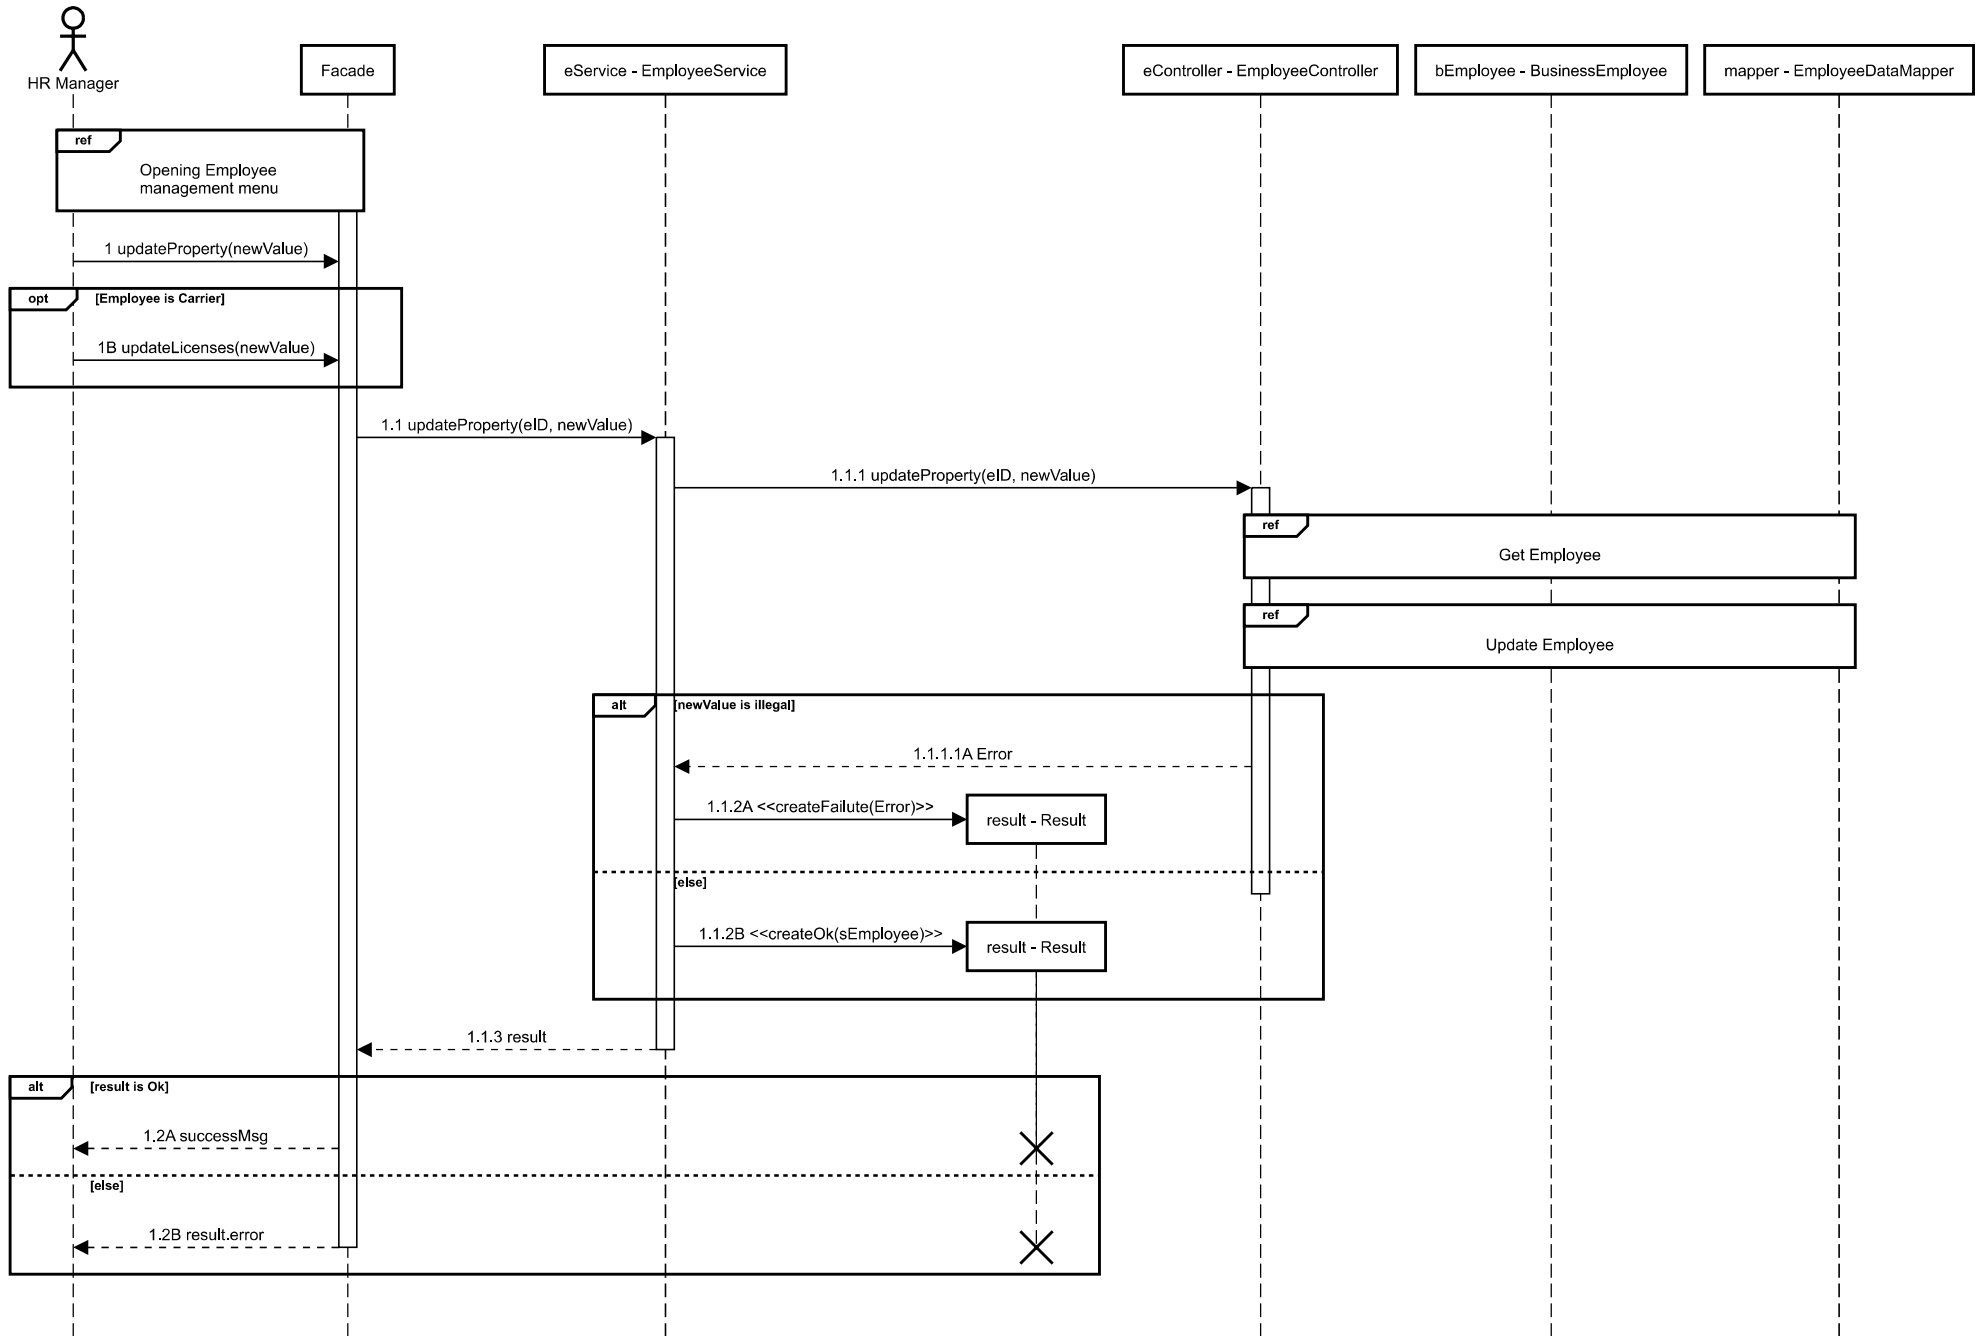 HR Manager
Facade
eService - EmployeeService
eController - EmployeeController
bEmployee - BusinessEmployee
mapper - EmployeeDataMapper
ref
Opening Employee
management menu
1 updateProperty(newValue)
opt
[Employee is Carrier]
1B updateLicenses(newValue)
1.1 updateProperty(eID, newValue)
1.1.1 updateProperty(eID, newValue)
ref
Get Employee
ref
Update Employee
alt
[newValue is illegal]
1.1.1.1A Error
1.1.2A <<createFailute(Error)>>
result - Result
[else]
1.1.2B <<createOk(sEmployee)>>
result - Result
1.1.3 result
alt
[result is Ok]
1.2A successMsg
[else]
1.2B result.error